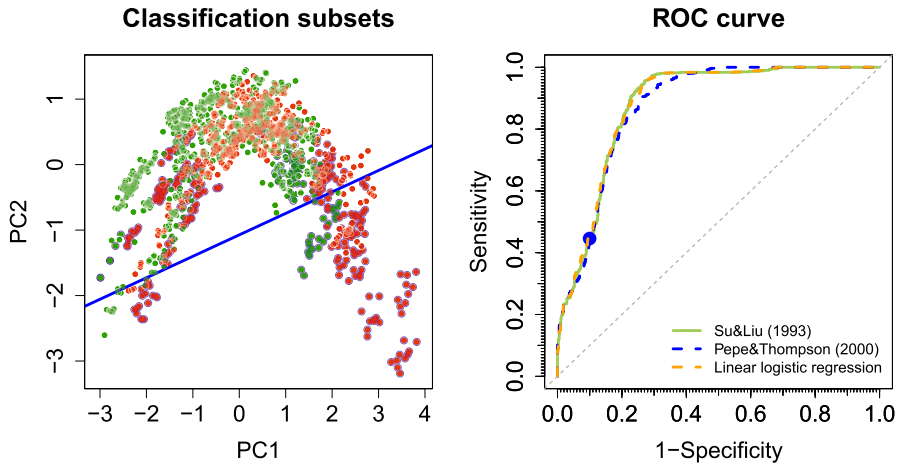 Classification subsets
PC2
1
0
−1
−2
−3
−3 −2 −1 0 1 2 3 4
PC1
ROC curve
Sensitivity
1.0
0.8
0.6
0.4
0.2
0.0
Su&Liu (1993)
Pepe&Thompson (2000)
Linear logistic regression
0.0 0.2 0.4 0.6 0.8 1.0
1−Specificity